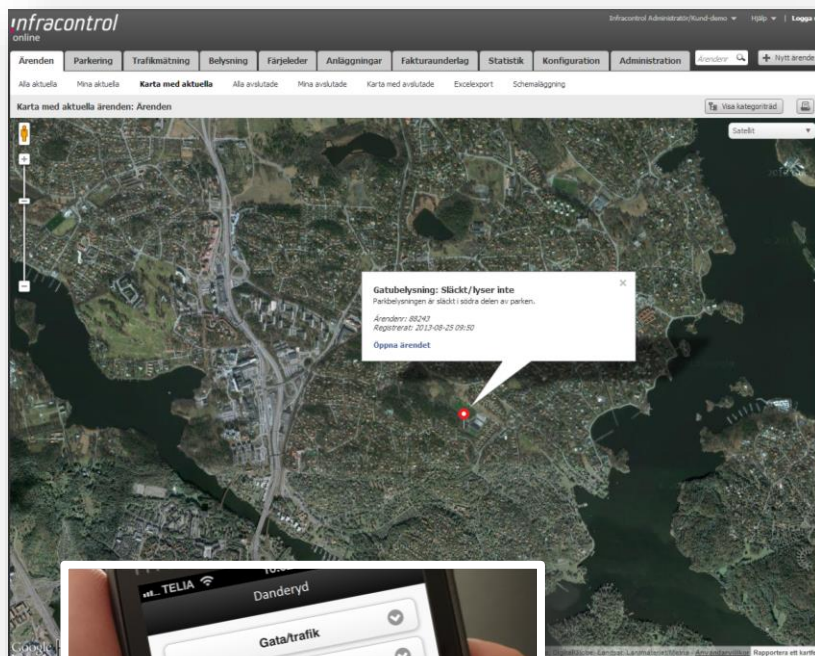 infracontrol
online
Infracontrol Administratör/Kund-demo Hjälp | Logga
Ärenden Parkering Trafikmätning Belysning Färjeleder Anläggningar Fakturaunderlag Statistik Konfiguration Administration Ärendenr + Nytt ärende
Alla aktuella Mina aktuella Karta med aktuella Alla avslutade Mina avslutade Karta med avslutade Excelexport Schemaläggning
Karta med aktuella ärenden: Ärenden Visa kategoriträd
Satellit
Gatubelysning: Släckt/lyser inte
Parkbelysningen är släckt i södra delen av parken.
Ärendenr: 88243
Registrerat: 2013-08-25 09:50
Öppna ärendet
TELIA
Danderyd
Gata/trafik
Google
Användarvillkor Rapportera ett kartfe